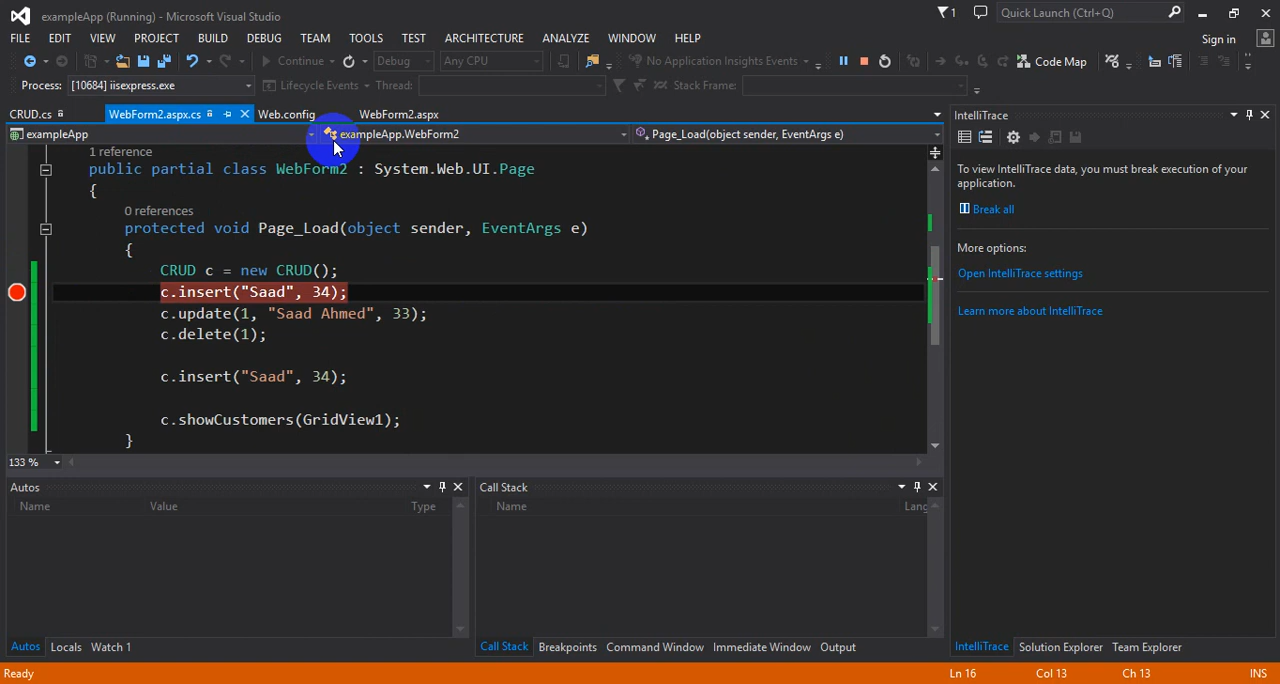 exampleApp (Running) - Microsoft Visual Studio
1
Quick Launch (Ctrl+Q)
FILE EDIT VIEW PROJECT BUILD DEBUG TEAM TOOLS TEST ARCHITECTURE ANALYZE WINDOW HELP
Sign in
Continue Debug Any CPU No Application Insights Events Code Map
Process: [10684] iisexpress.exe Lifecycle Events Thread: Stack Frame:
CRUD.cs WebForm2.aspx.cs Web.config WebForm2.aspx
exampleApp exampleApp.WebForm2 Page_Load(object sender, EventArgs e)
1 reference
public partial class WebForm2 : System.Web.UI.Page
{
0 references
protected void Page_Load(object sender, EventArgs e)
{
CRUD c = new CRUD();
c.insert("Saad", 34);
c.update(1, "Saad Ahmed", 33);
c.delete(1);
c.insert("Saad", 34);
c.showCustomers(GridView1);
}
133 %
IntelliTrace
To view IntelliTrace data, you must break execution of your
application.
Break all
More options:
Open IntelliTrace settings
Learn more about IntelliTrace
Autos
Name Value Type
Call Stack
Name Lang
Autos Locals Watch 1
Call Stack Breakpoints Command Window Immediate Window Output
IntelliTrace Solution Explorer Team Explorer
Ready Ln 16 Col 13 Ch 13 INS